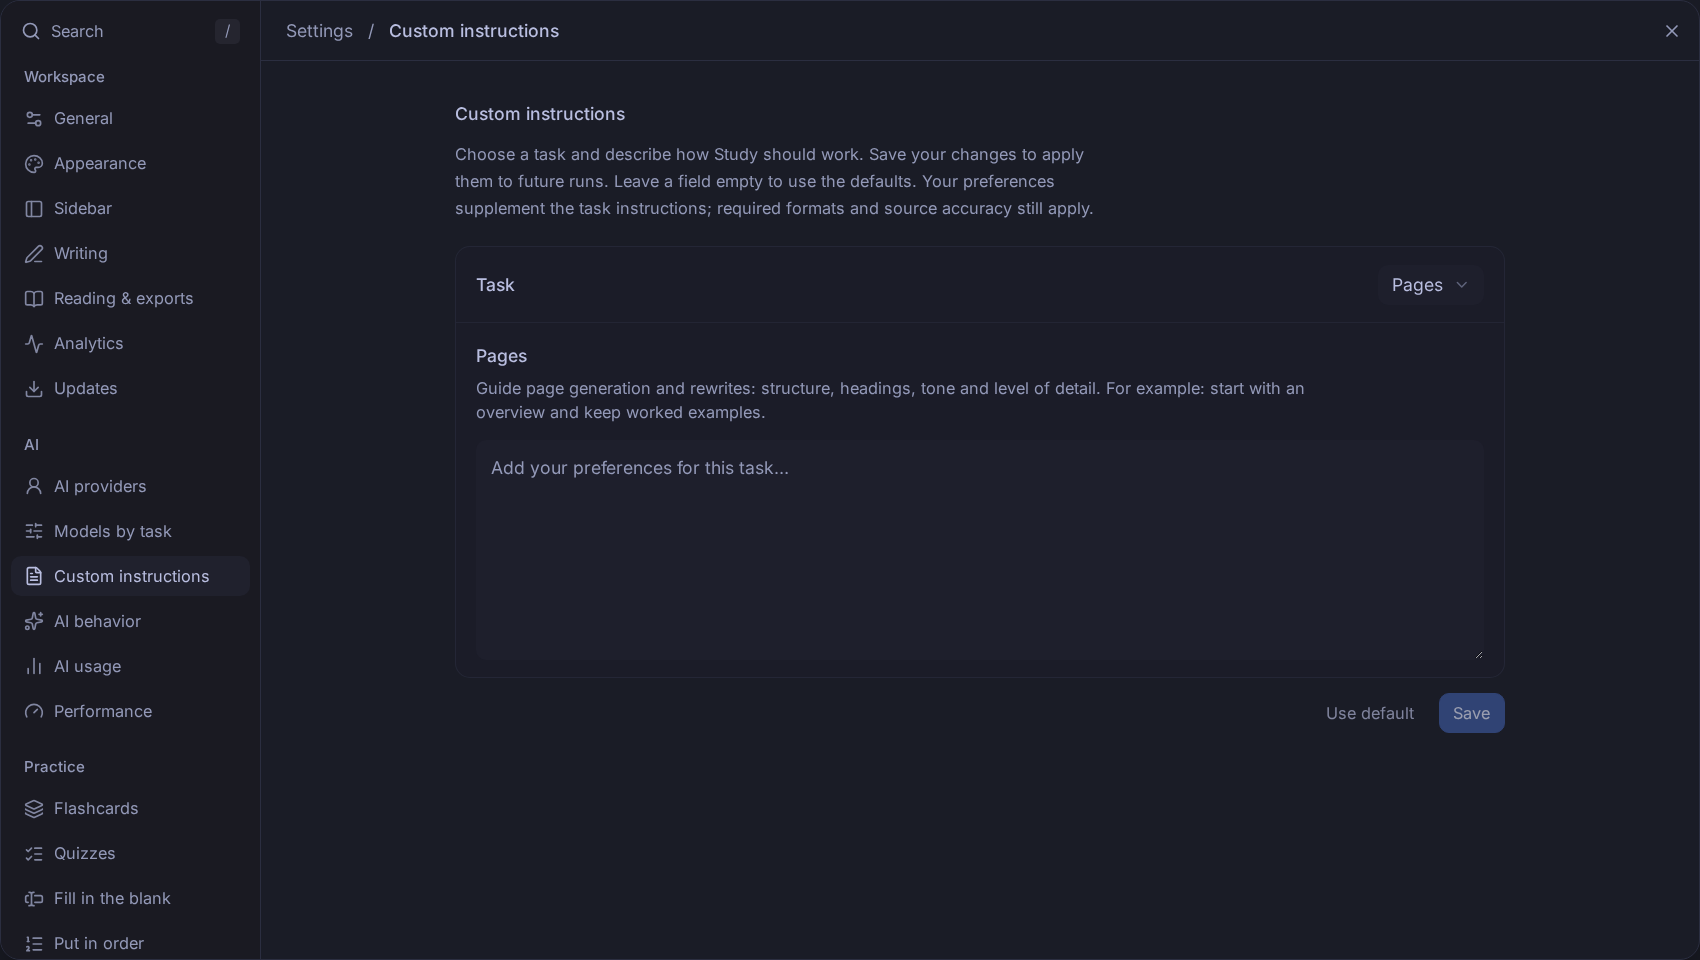 Search
/
Workspace
General
Appearance
Sidebar
Writing
Reading & exports
Analytics
Updates
AI
AI providers
Models by task
Custom instructions
AI behavior
AI usage
Performance
Practice
Flashcards
Quizzes
Fill in the blank
Put in order
Settings / Custom instructions
Custom instructions
Choose a task and describe how Study should work. Save your changes to apply
them to future runs. Leave a field empty to use the defaults. Your preferences
supplement the task instructions; required formats and source accuracy still apply.
Task
Pages
Pages
Guide page generation and rewrites: structure, headings, tone and level of detail. For example: start with an
overview and keep worked examples.
Add your preferences for this task...
Use default
Save